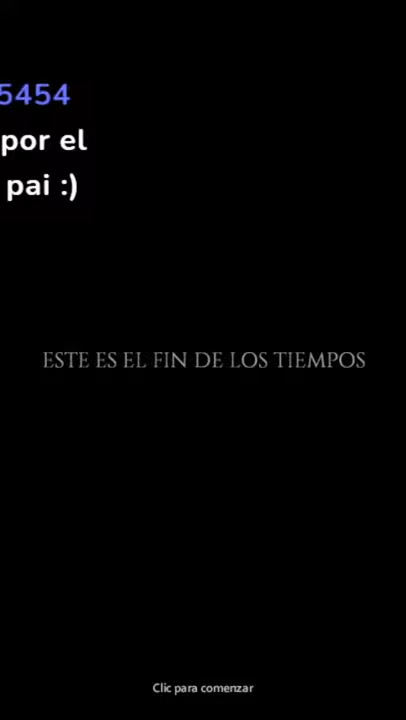 5454
por el
pai :)
ESTE ES EL FIN DE LOS TIEMPOS
Clic para comenzar